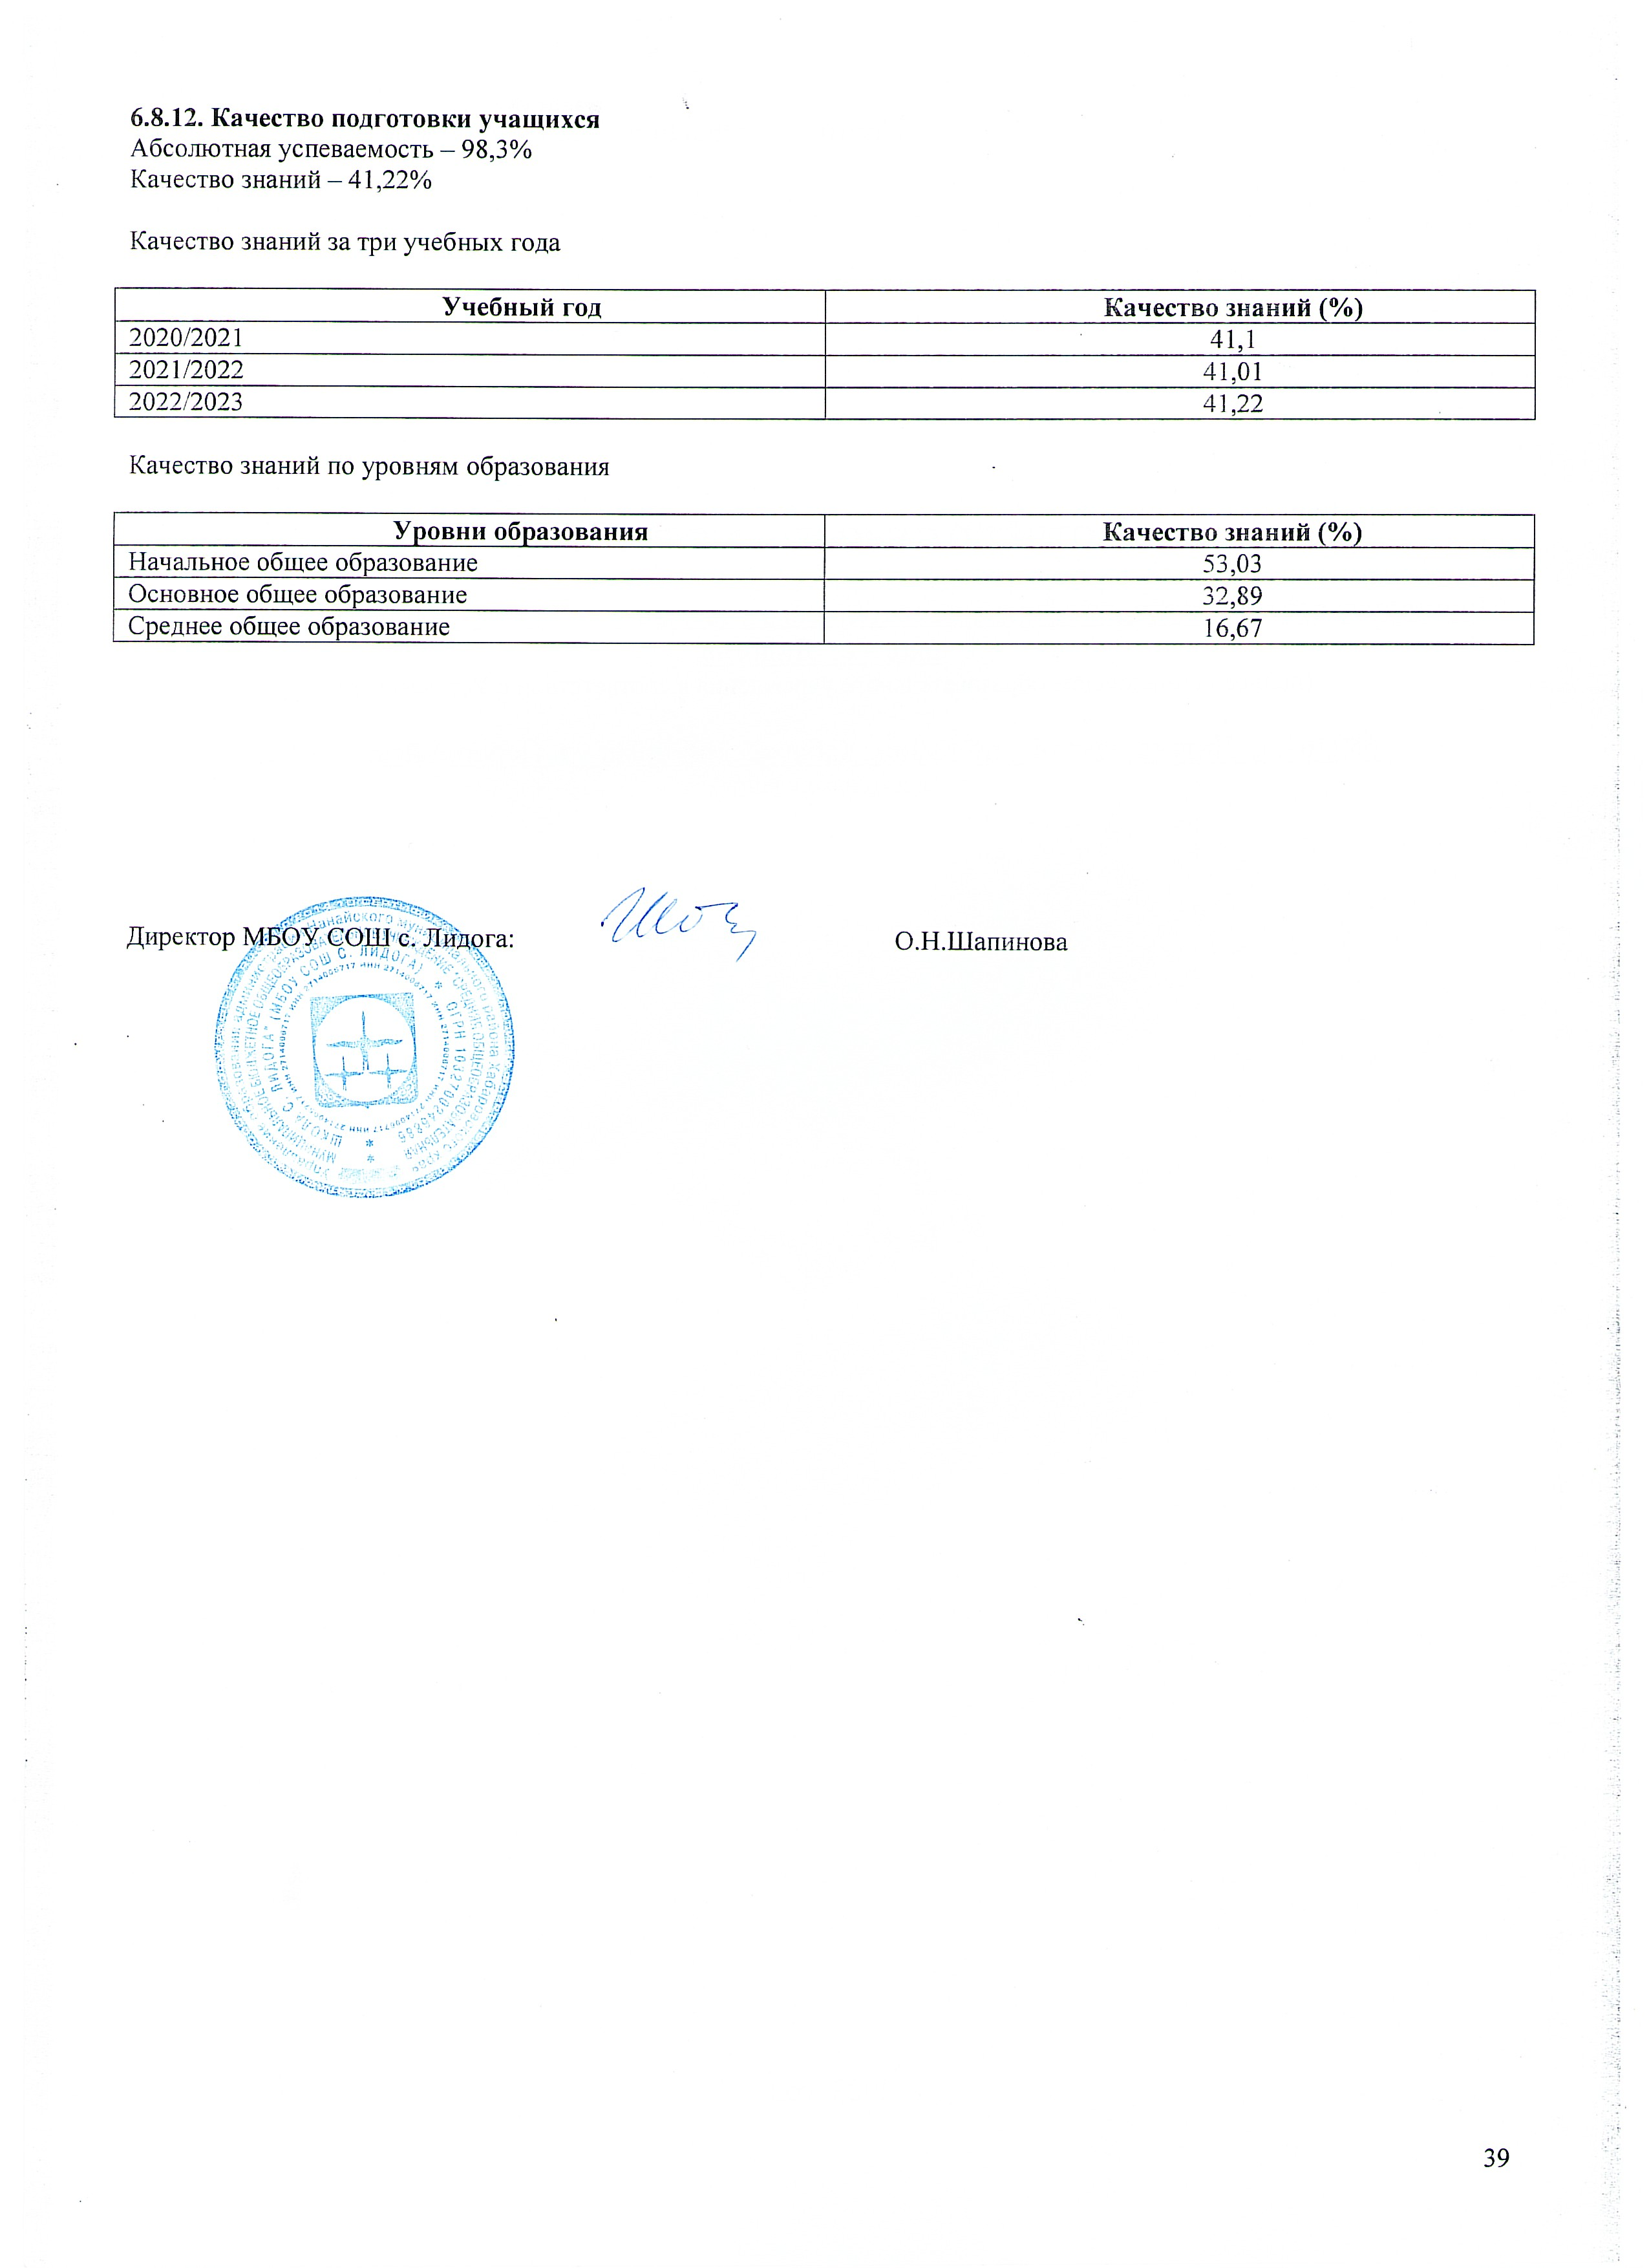 6.8.12. Качество подготовки учащихся
Абсолютная успеваемость – 98,3%
Качество знаний – 41,22%
Качество знаний за три учебных года
Учебный год Качество знаний (%)
2020/2021 41,1
2021/2022 41,01
2022/2023 41,22
Качество знаний по уровням образования
Уровни образования Качество знаний (%)
Начальное общее образование 53,03
Основное общее образование 32,89
Среднее общее образование 16,67
Директор МБОУ СОШ с. Лидога: О.Н.Шапинова
(МБОУ СОШ С. ЛИДОГА)
39